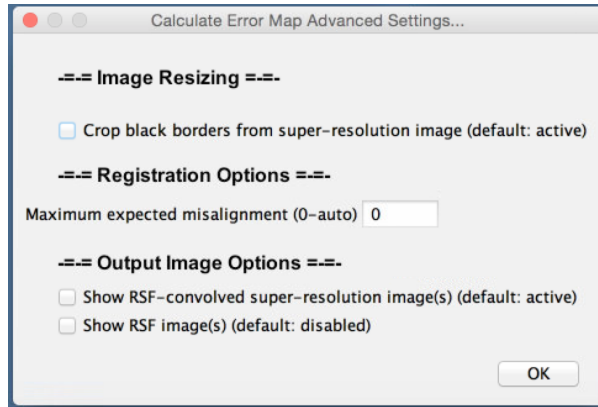 Calculate Error Map Advanced Settings...
-=-= Image Resizing =-=-
Crop black borders from super-resolution image (default: active)
-=-= Registration Options =-=-
Maximum expected misalignment (0-auto) 0
-=-= Output Image Options =-=-
Show RSF-convolved super-resolution image(s) (default: active)
Show RSF image(s) (default: disabled)
OK